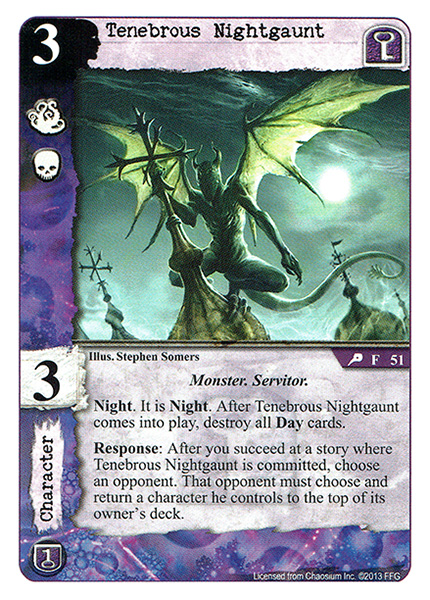 3
Tenebrous Nightgaunt
Illus. Stephen Somers
F 51
3
Monster. Servitor.
Night. It is Night. After Tenebrous Nightgaunt
comes into play, destroy all Day cards.
Response: After you succeed at a story where
Tenebrous Nightgaunt is committed, choose
an opponent. That opponent must choose and
return a character he controls to the top of its
owner's deck.
Character
1
Licensed from Chaosium Inc. ©2013 FFG